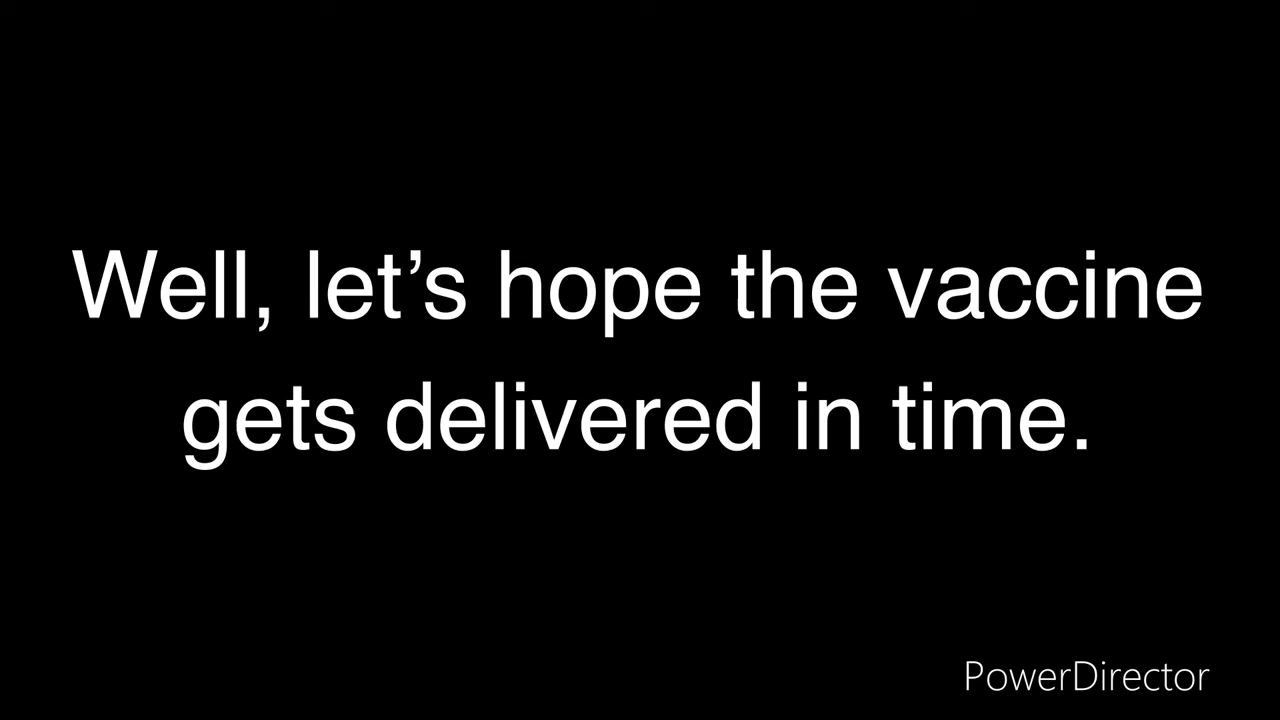 Well, let’s hope the vaccine
gets delivered in time.
PowerDirector